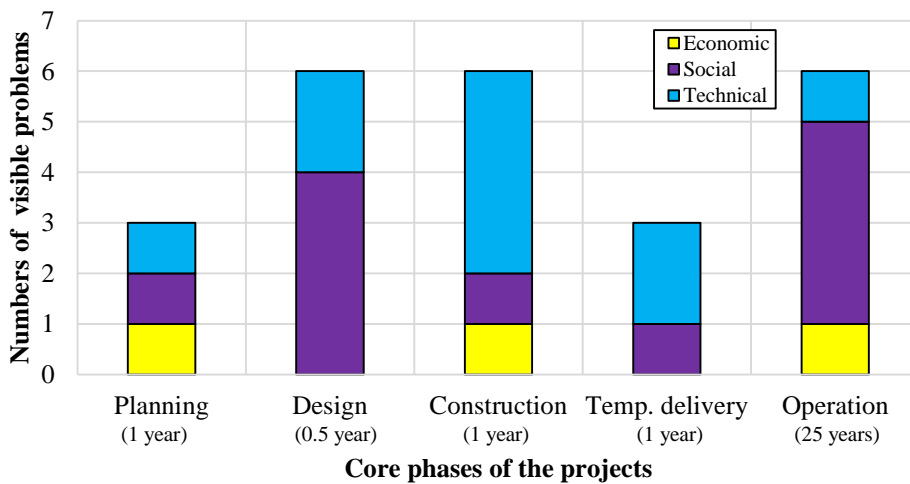 7
6
5
4
3
2
1
0
Numbers of visible problems
Economic
Social
Technical
Planning Design Construction Temp. delivery Operation
(1 year) (0.5 year) (1 year) (1 year) (25 years)
Core phases of the projects